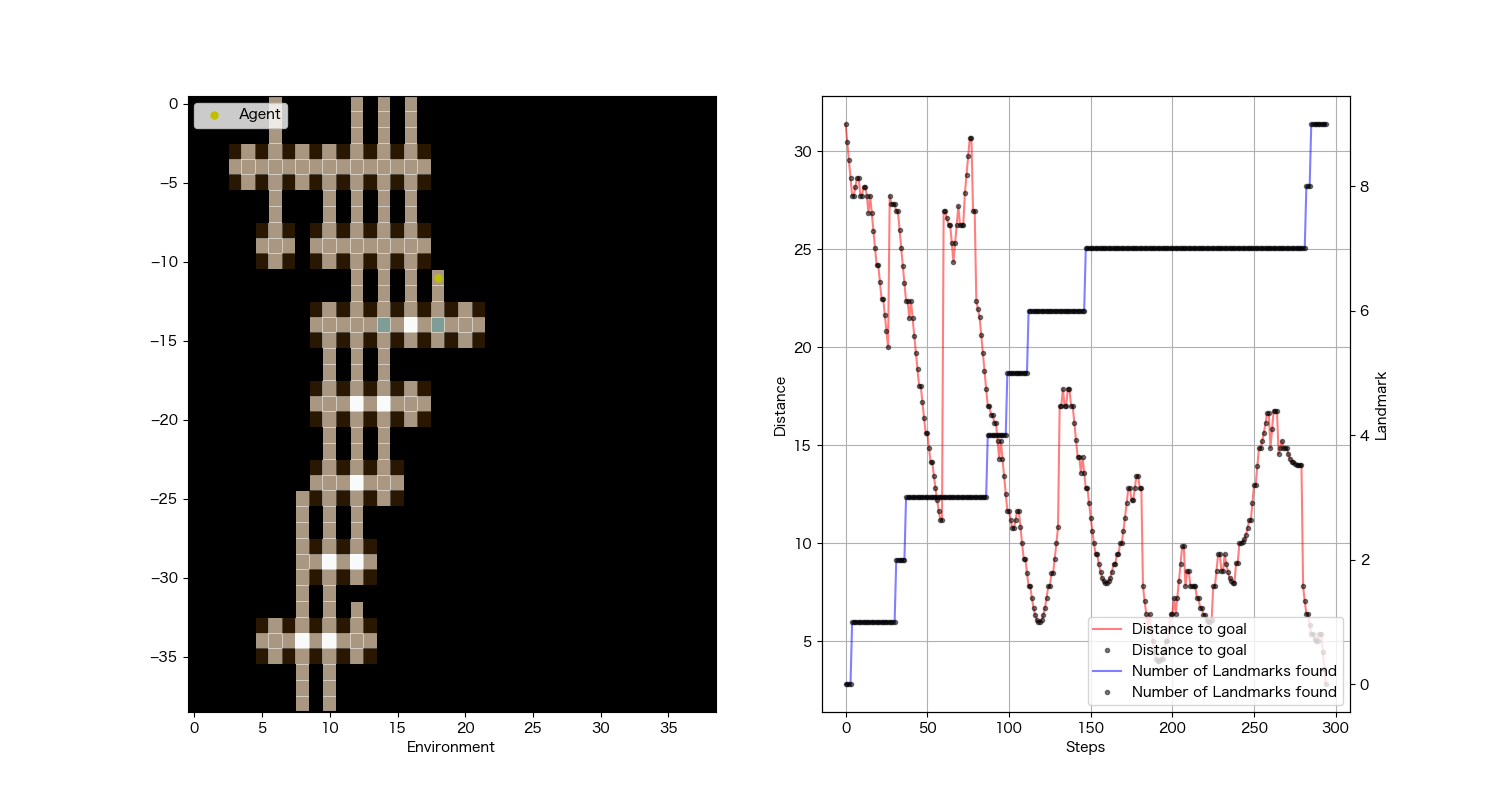 Agent
0
−5
−10
−15
−20
−25
−30
−35
0 5 10 15 20 25 30 35
Environment
30
25
20
15
10
5
Distance
8
6
4
2
0
Landmark
Distance to goal
Distance to goal
Number of Landmarks found
Number of Landmarks found
0 50 100 150 200 250 300
Steps